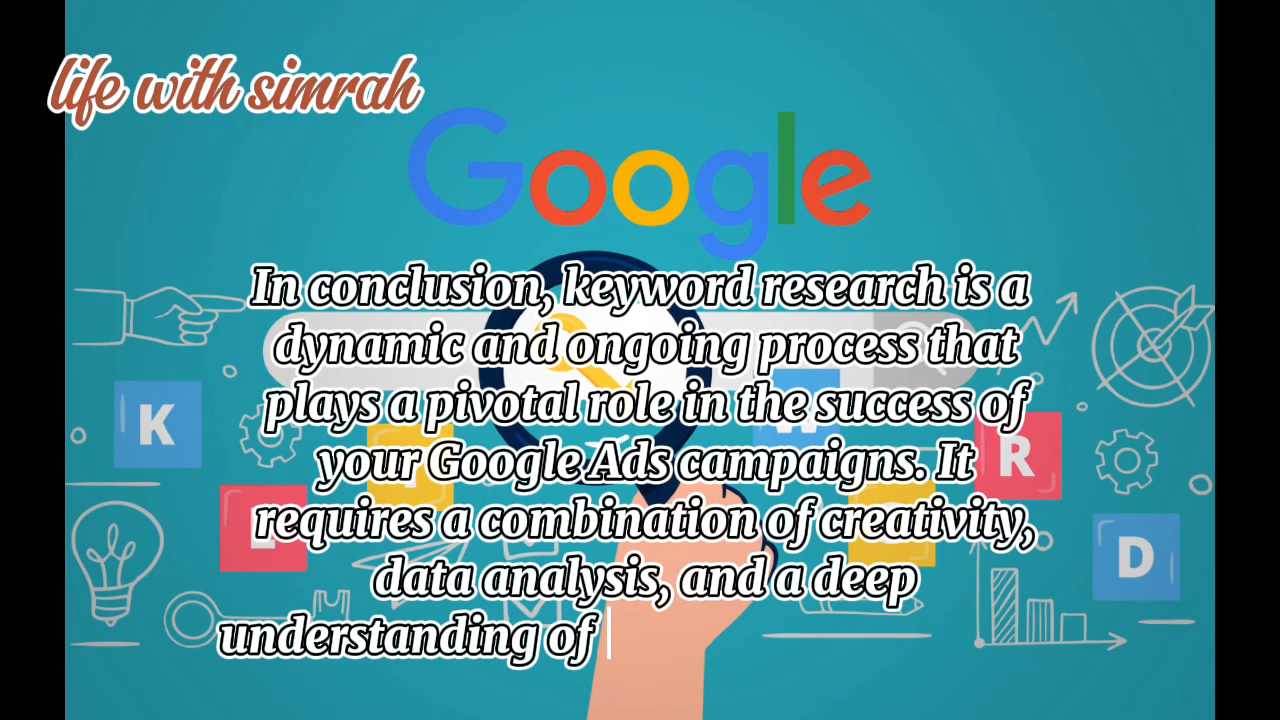 life with simrah
Google
In conclusion, keyword research is a
dynamic and ongoing process that
plays a pivotal role in the success of
your Google Ads campaigns. It
requires a combination of creativity,
data analysis, and a deep
understanding of
K
W
R
D